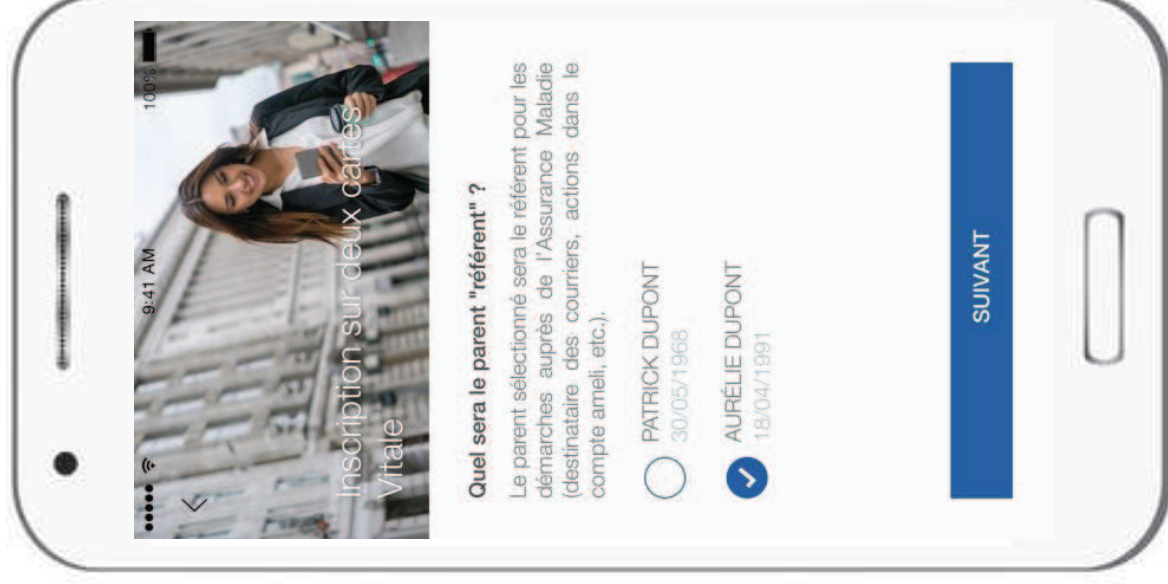 9:41 AM
100%
Inscription sur deux cartes
Vitale
Quel sera le parent "référent" ?
Le parent sélectionné sera le référent pour les
démarches auprès de l'Assurance Maladie
(destinataire des courriers, actions dans le
compte ameli, etc.).
PATRICK DUPONT
30/05/1968
AURÉLIE DUPONT
18/04/1991
SUIVANT